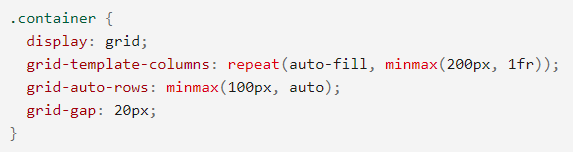 .container {
  display: grid;
  grid-template-columns: repeat(auto-fill, minmax(200px, 1fr));
  grid-auto-rows: minmax(100px, auto);
  grid-gap: 20px;
}